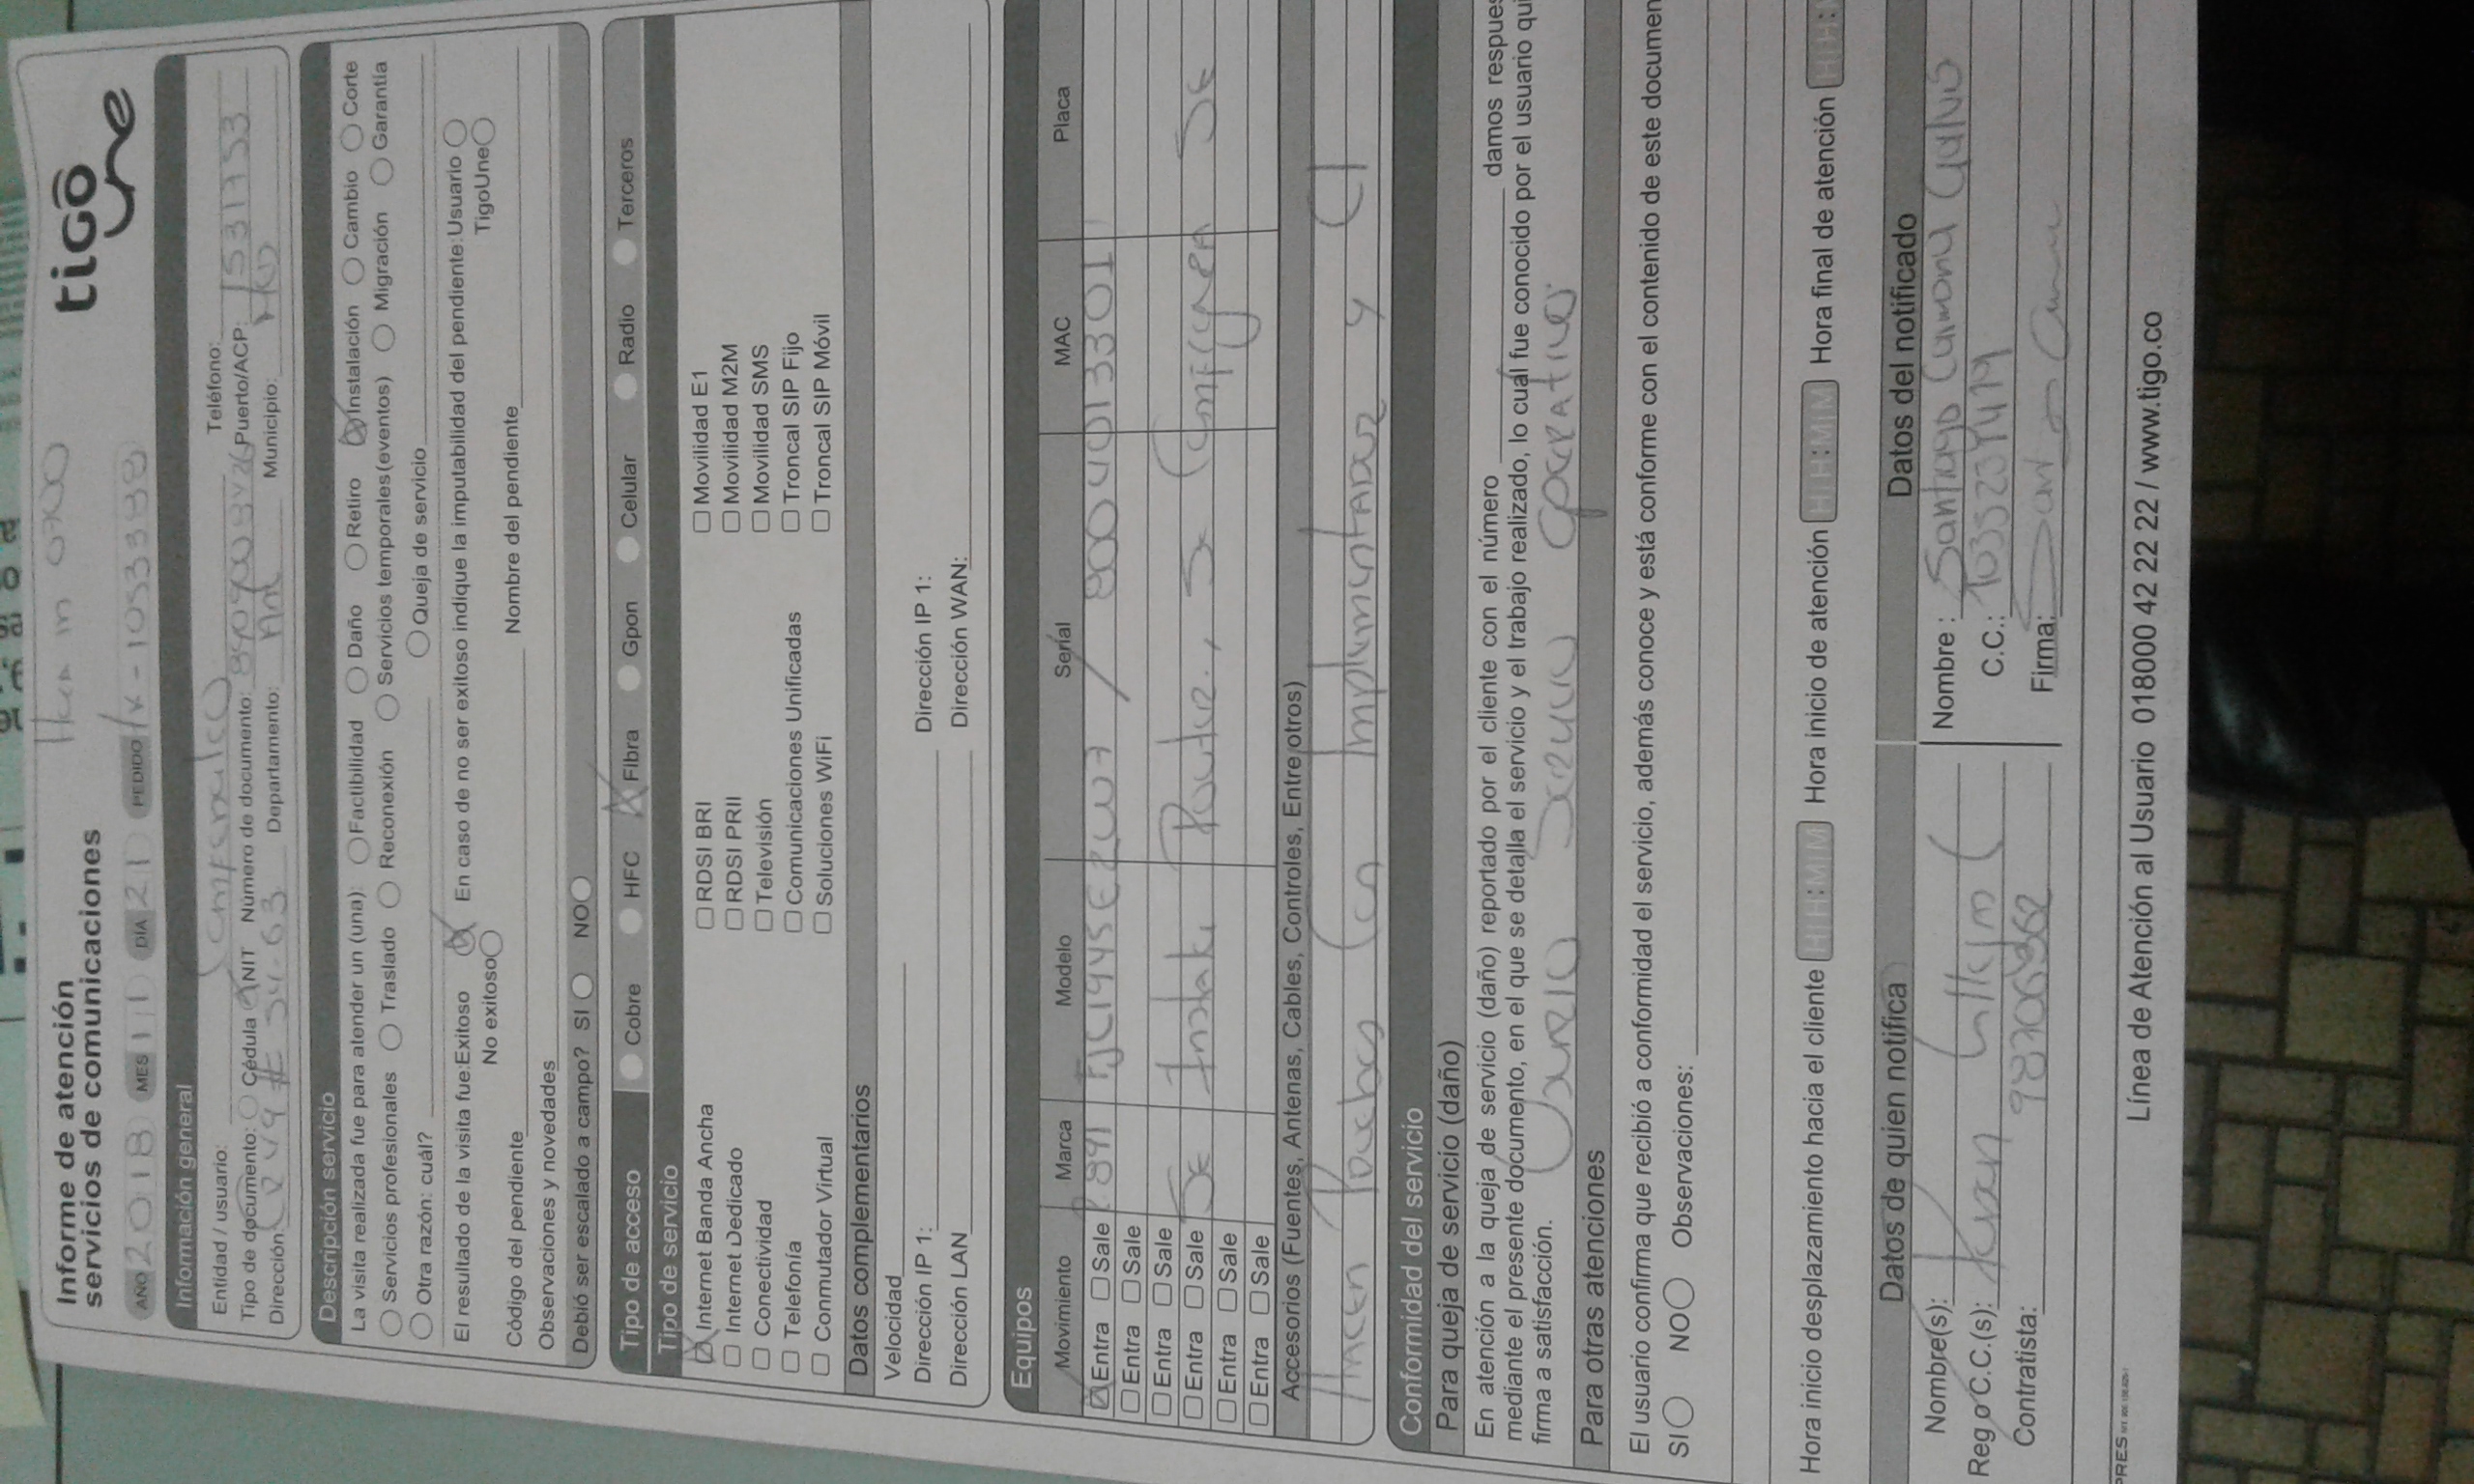 Informe de atención
servicios de comunicaciones
0700
tigo
une
AÑO 2018 MES 11 DÍA 21 PEDIDO 1X-1053398
Información general
Entidad / usuario: Comfenalco Teléfono:
Tipo de documento: Cédula NIT Número de documento: Puerto/ACP: 1531753
Dirección: CR 49 # 54-63 Departamento: Ant Municipio: MED
Descripción servicio
La visita realizada fue para atender un (una): Factibilidad Daño Retiro Instalación Cambio Corte
Servicios profesionales Traslado Reconexión Servicios temporales(eventos) Migración Garantía
Otra razón: cuál? Queja de servicio
El resultado de la visita fue:Exitoso En caso de no ser exitoso indique la imputabilidad del pendiente:Usuario
No exitoso TigoUne
Código del pendiente Nombre del pendiente
Observaciones y novedades
Debió ser escalado a campo? SI NO
Tipo de acceso Cobre HFC Fibra Gpon Celular Radio Terceros
Tipo de servicio
Internet Banda Ancha RDSI BRI Movilidad E1
Internet Dedicado RDSI PRII Movilidad M2M
Conectividad Televisión Movilidad SMS
Telefonía Comunicaciones Unificadas Troncal SIP Fijo
Conmutador Virtual Soluciones WiFi Troncal SIP Móvil
Datos complementarios
Velocidad
Dirección IP 1: Dirección IP 1:
Dirección LAN Dirección WAN:
Equipos
Movimiento Marca Modelo Serial MAC Placa
Entra Sale 891 FJC1945E2W7 / 8004013301
Entra Sale
Entra Sale
Entra Sale SE Instala Router, se Configura SE
Entra Sale
Entra Sale
Accesorios (Fuentes, Antenas, Cables, Controles, Entre otros)
HACEN Pruebas Con Implementador y el
Conformidad del servicio
Para queja de servicio (daño)
En atención a la queja de servicio (daño) reportado por el cliente con el número damos respues
mediante el presente documento, en el que se detalla el servicio y el trabajo realizado, lo cual fue conocido por el usuario qui
firma a satisfacción. Usuario Servicio Operativo
Para otras atenciones
El usuario confirma que recibió a conformidad el servicio, además conoce y está conforme con el contenido de este documen
SI NO Observaciones:
Hora inicio desplazamiento hacia el cliente HH:MM Hora inicio de atención HH:MM Hora final de atención HH:
Datos de quien notifica Datos del notificado
Nombre(s): Nombre : Santiago Carmona Galvis
Reg o C.C.(s): C.C.: 1035231419
Contratista: 98706362 Firma:
PRES
Línea de Atención al Usuario 018000 42 22 22 / www.tigo.co